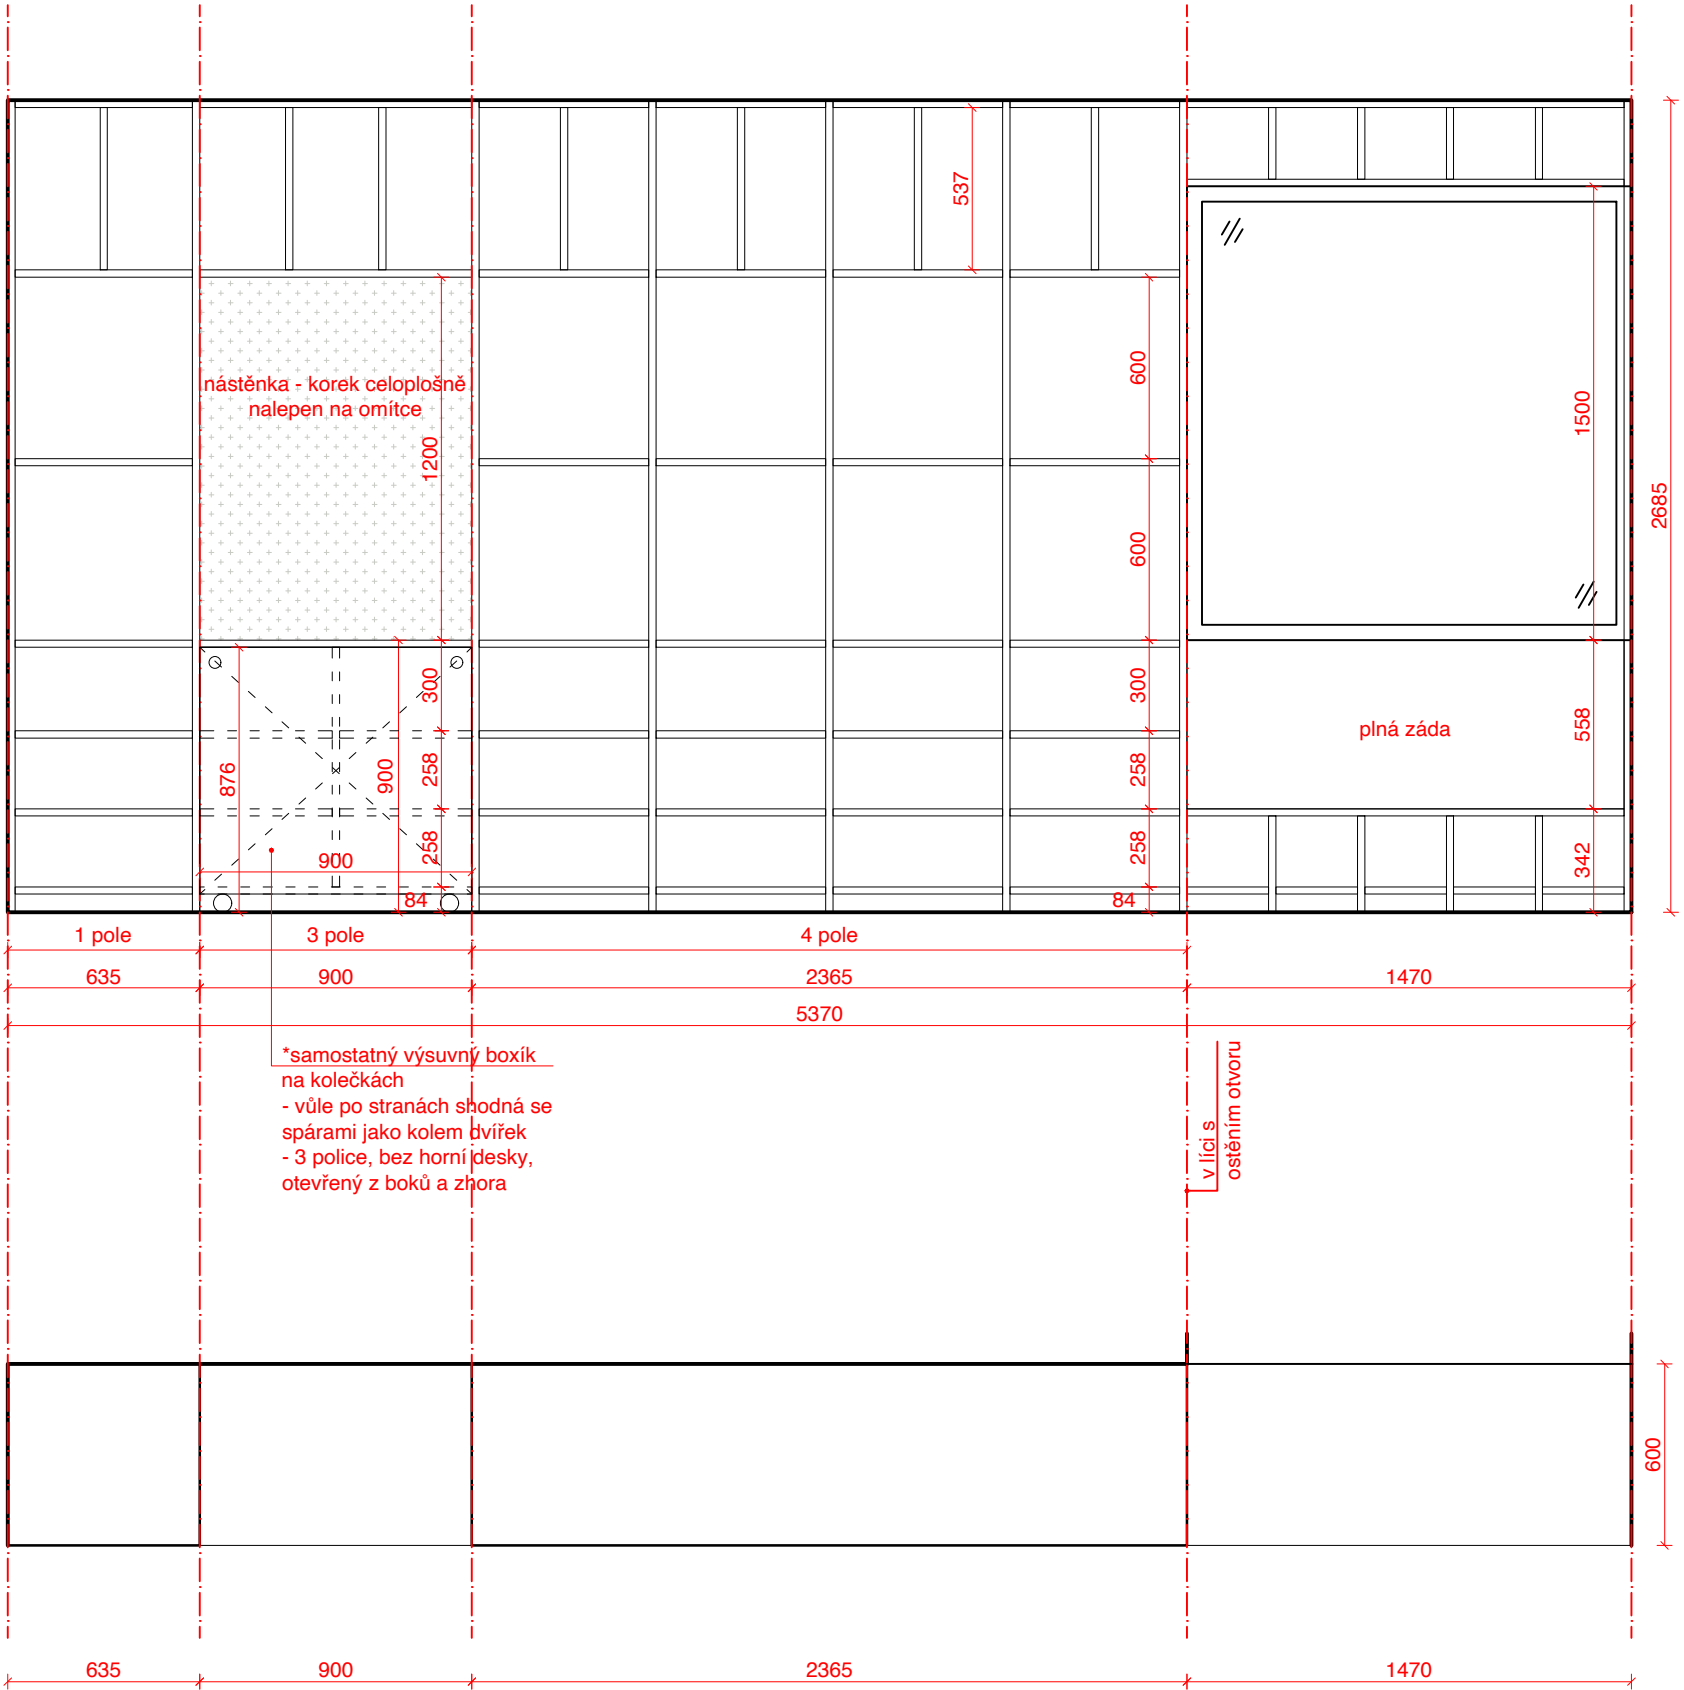 537
nástěnka - korek celoplošně
nalepen na omítce
1200
600
600
1500
2685
300
258
258
84
876
900
900
300
258
258
84
plná záda
558
342
1 pole
3 pole
4 pole
635
900
2365
1470
5370
*samostatný výsuvný boxík
na kolečkách
- vůle po stranách shodná se
spárami jako kolem dvířek
- 3 police, bez horní desky,
otevřený z boků a zhora
v líci s
ostěním otvoru
600
635
900
2365
1470